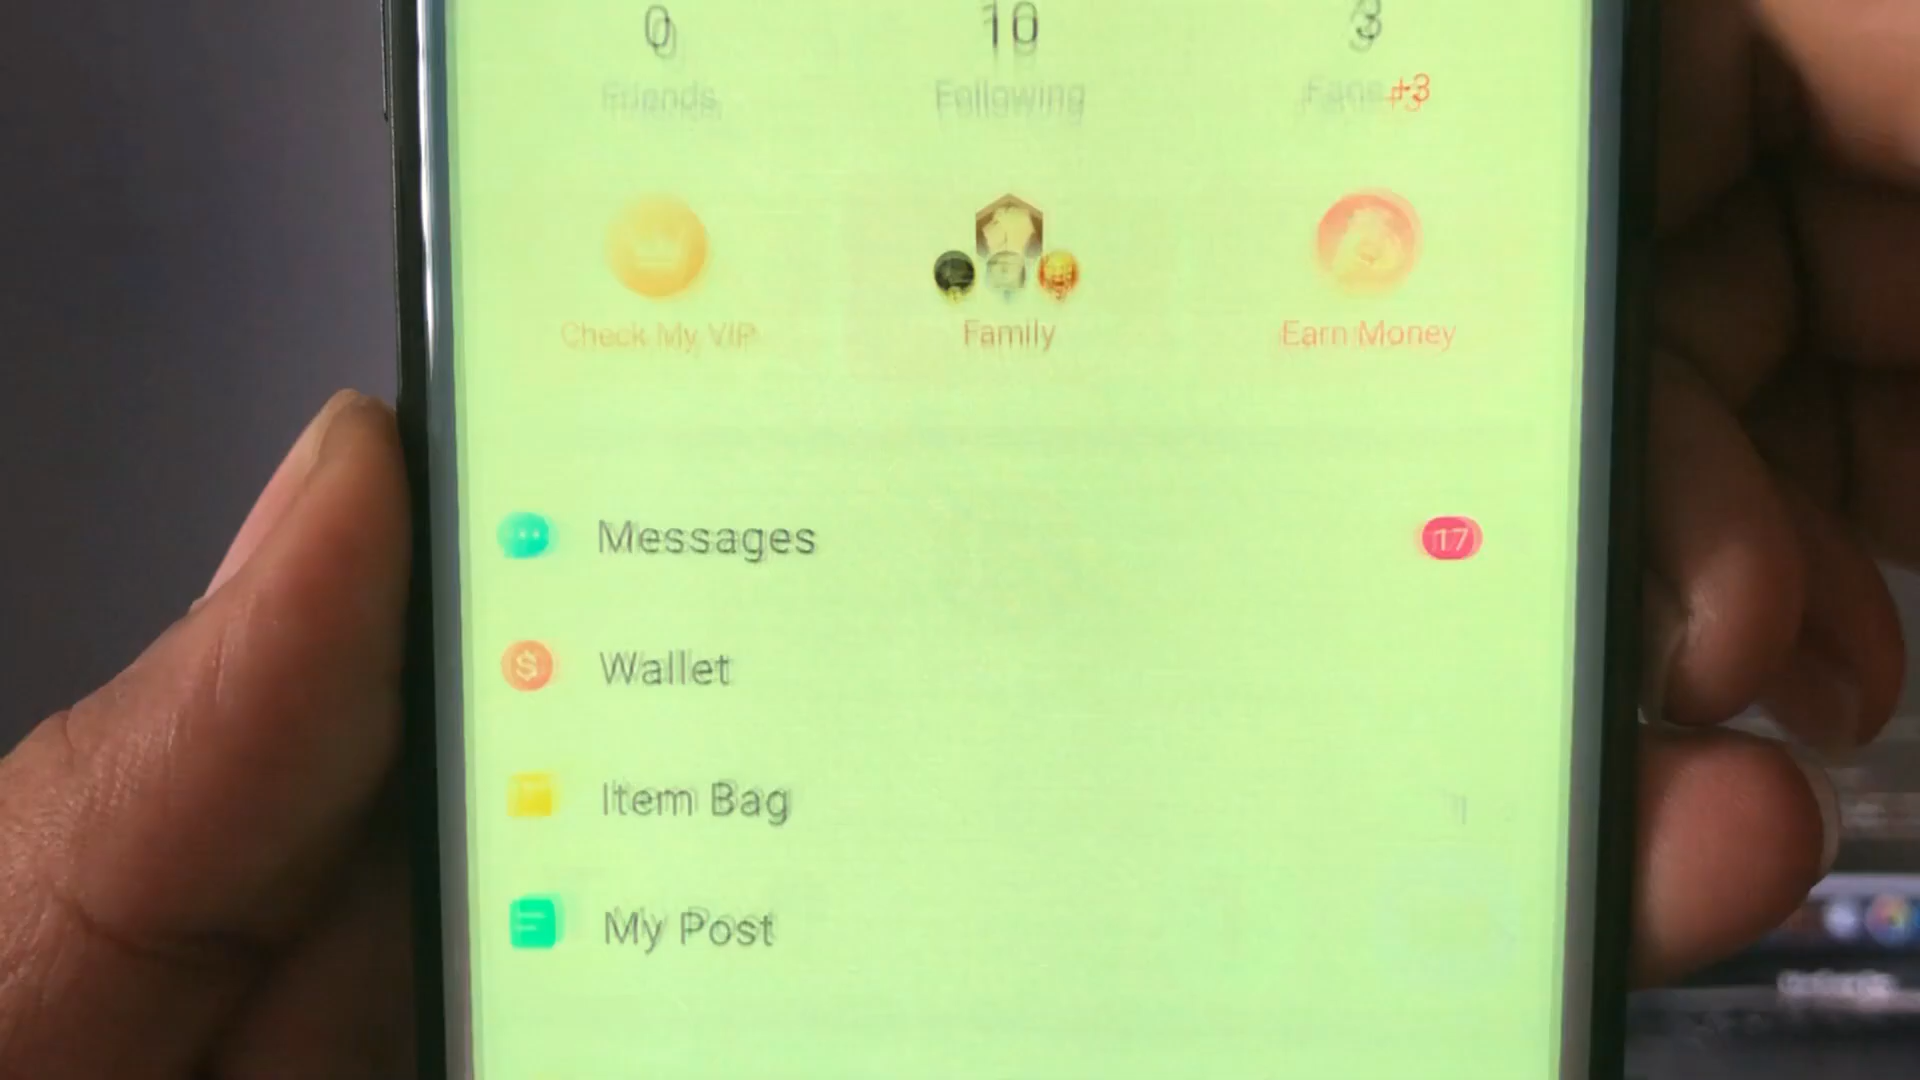 0 10 3
Friends Following Fans +3
Check My VIP Family Earn Money
Messages 17
Wallet
Item Bag
My Post